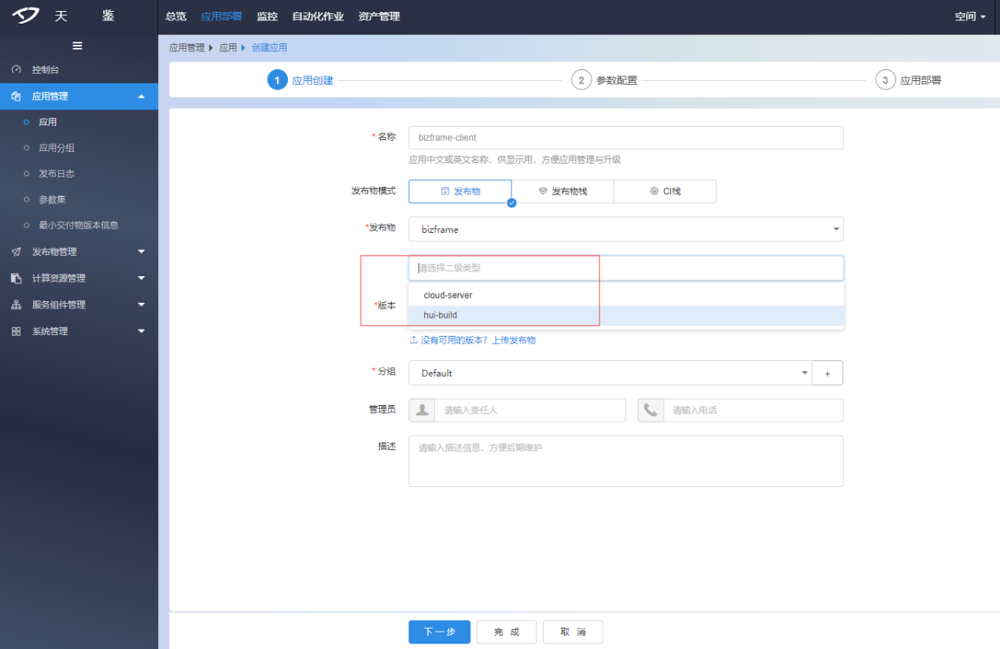 天 鉴
总览 应用部署 监控 自动化作业 资产管理 空间
控制台
应用管理
应用
应用分组
发布日志
参数集
最小交付物版本信息
发布物管理
计算资源管理
服务组件管理
系统管理
应用管理 应用 创建应用
1 应用创建 2 参数配置 3 应用部署
* 名称 bizframe-client
应用中文或英文名称，供显示用，方便应用管理与升级
发布物模式 发布物 发布物栈 CI栈
*发布物 bizframe
请选择二级类型
cloud-server
*版本
hui-build
没有可用的版本？上传发布物
* 分组 Default +
管理员 请输入责任人 请输入电话
描述 请输入描述信息，方便后期维护
下一步 完 成 取 消